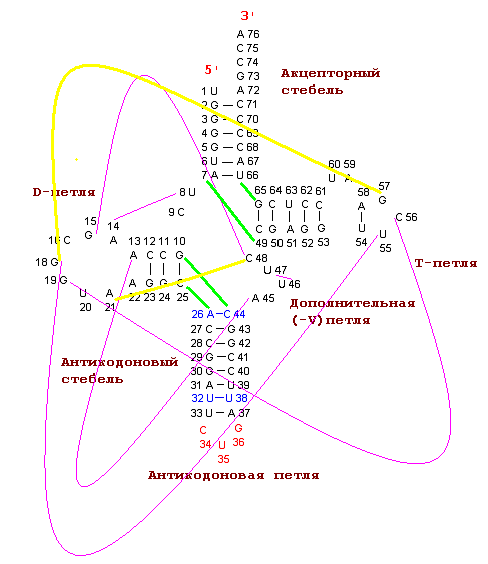 3'
A 76
C 75
C 74
5' G 73
Акцепторный
стебель
1 U A 72
2 G – C 71
3 G – C 70
4 G – C 69
5 G – C 68
6 U – A 67
7 A – U 66
60 59
U A
58 57
A G
U
54 55 U
C 56
65 64 63 62 61
G C U C C
C G A G G
49 50 51 52 53
T-петля
D-петля
8 U
9 C
15 G
14 A
C
18 G
19 G
U 20
A 21
13 12 11 10
A C C G
A G G C
22 23 24 25
C 48
U 47
U 46
A 45
Дополнительная
(-V)петля
26 A – C 44
27 C – G 43
28 C – G 42
29 G – C 41
30 G – C 40
31 A – U 39
32 U – U 38
33 U – A 37
C G
34 U 36
35
Антикодоновый
стебель
Антикодоновая петля